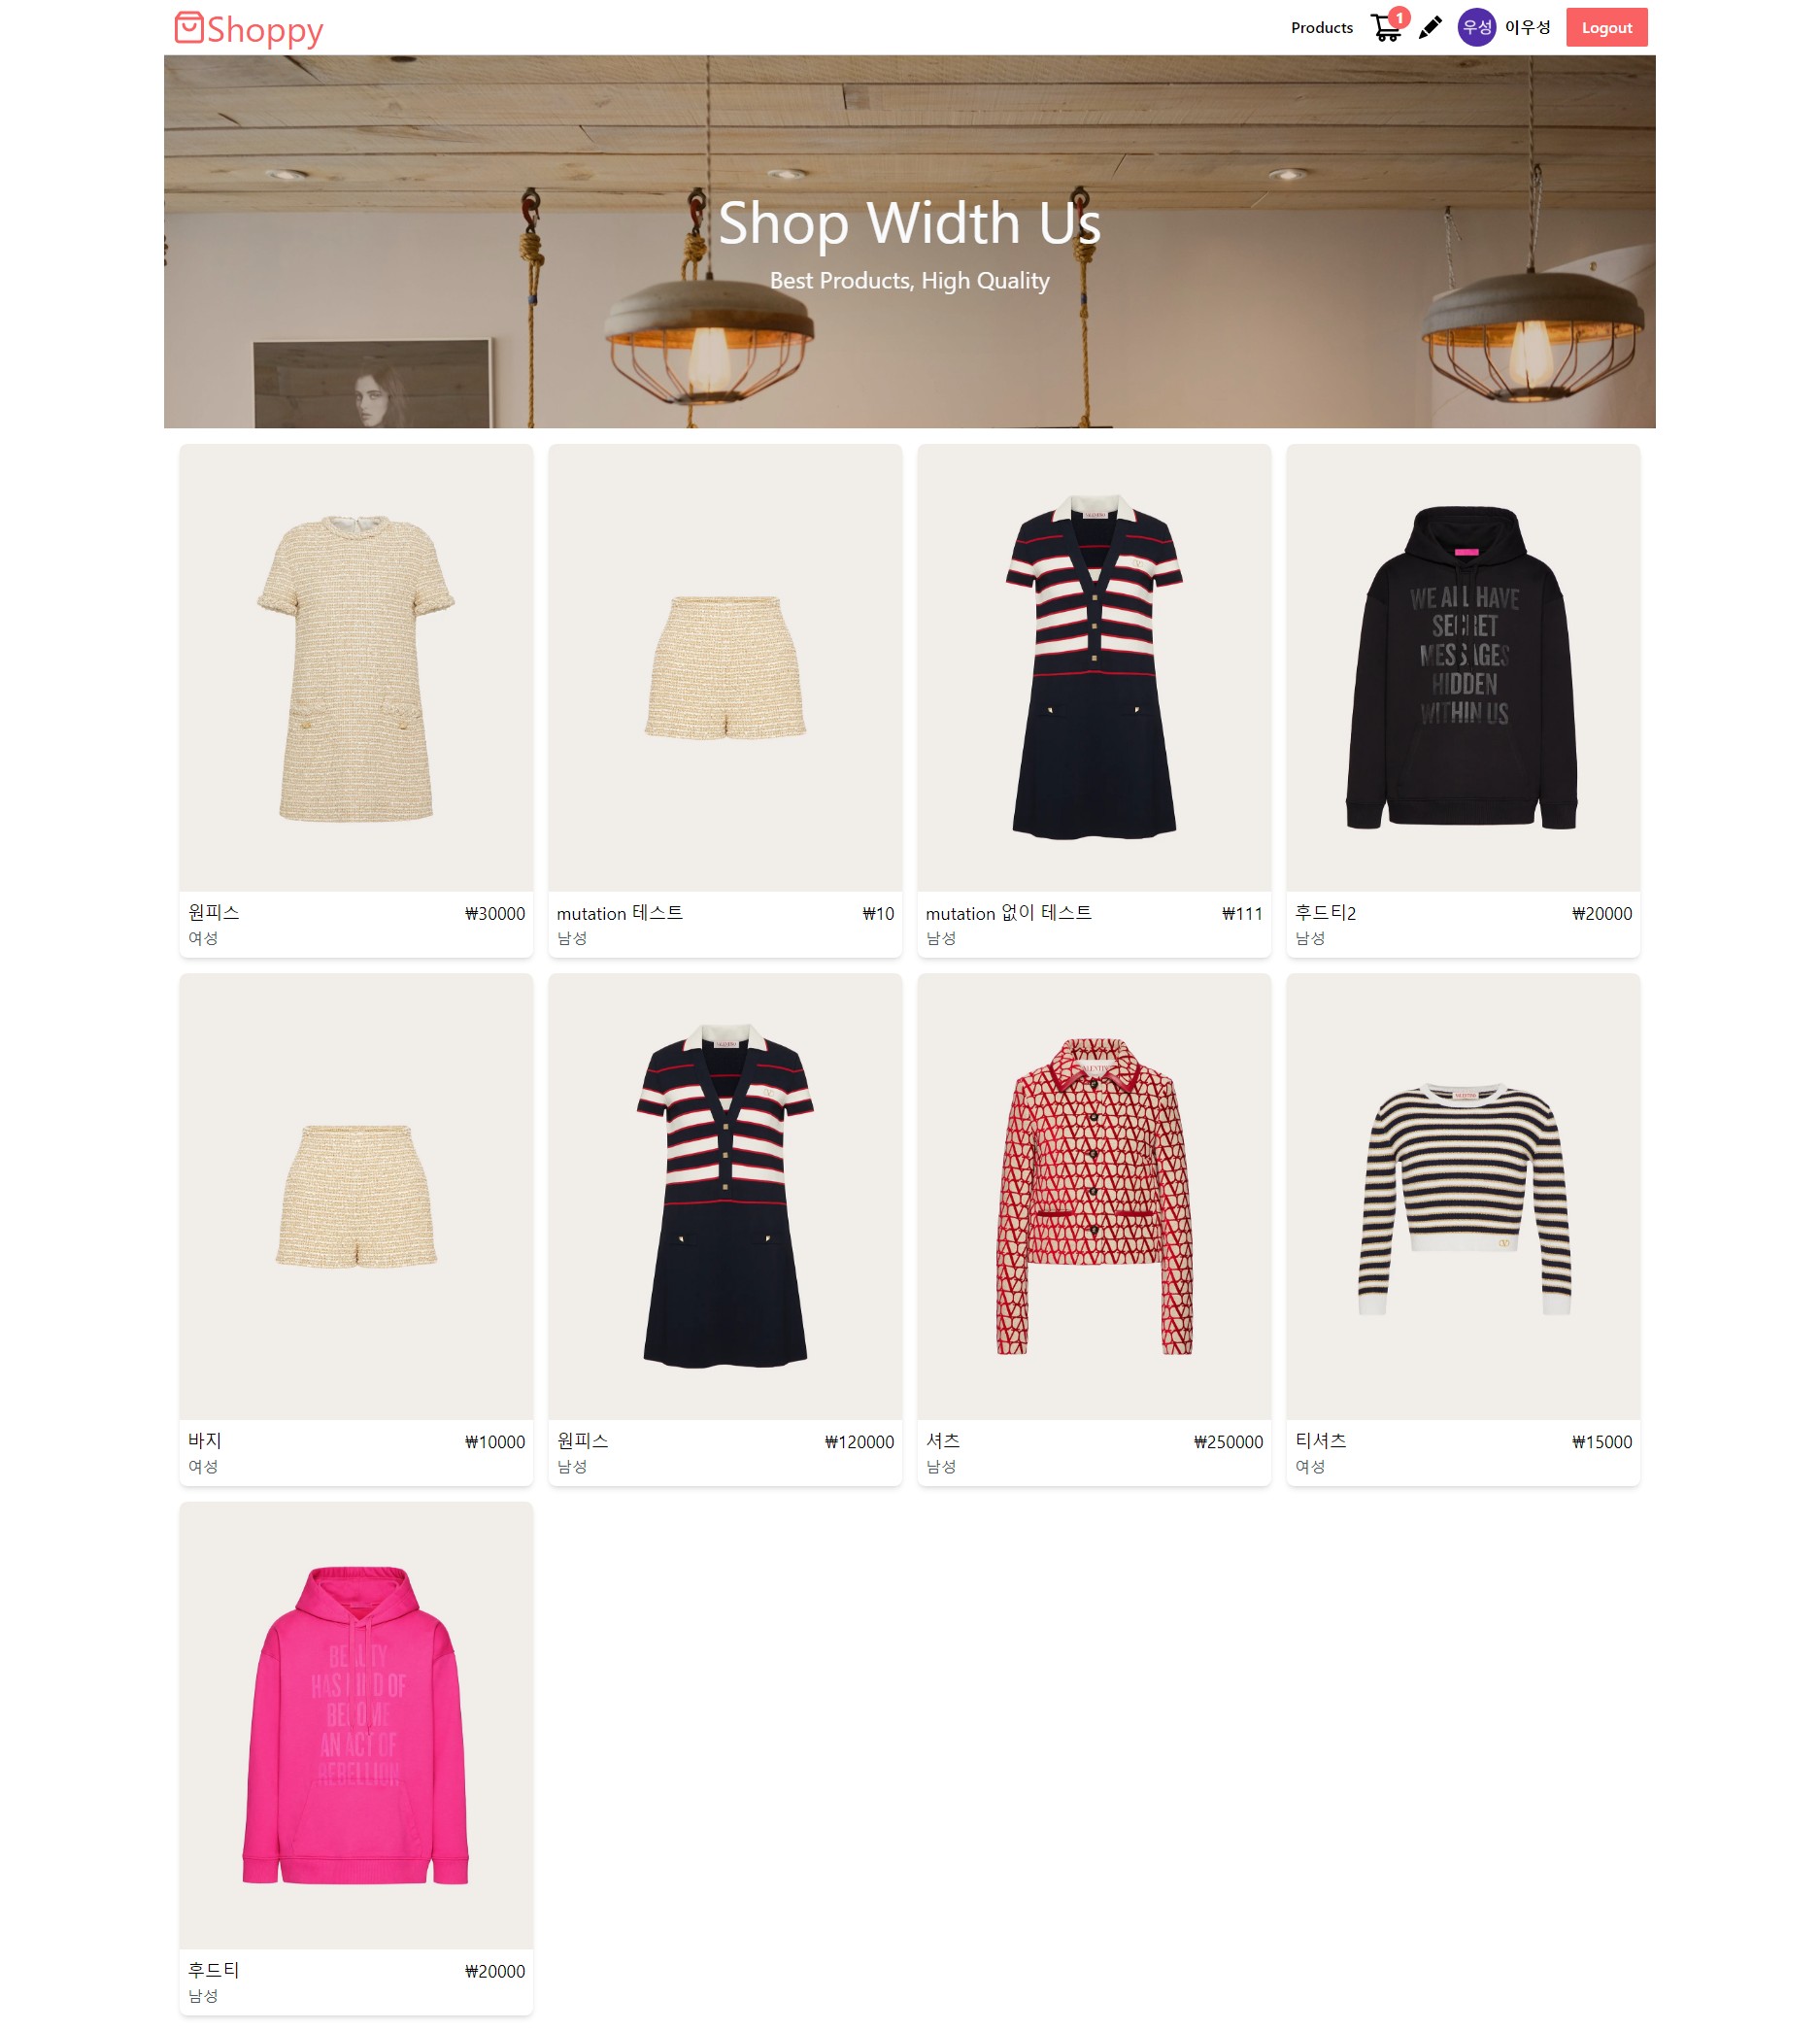 Shoppy
Products
1
우성
이우성
Logout
Shop Width Us
Best Products, High Quality
WE ALL HAVE
SECRET
MESSAGES
HIDDEN
WITHIN US
원피스 ₩30000
여성
mutation 테스트 ₩10
남성
mutation 없이 테스트 ₩111
남성
후드티2 ₩20000
남성
VALENTINO
바지 ₩10000
여성
원피스 ₩120000
남성
셔츠 ₩250000
남성
티셔츠 ₩15000
여성
BEAUTY
HAS KIND OF
BECOME
AN ACT OF
REBELLION
후드티 ₩20000
남성